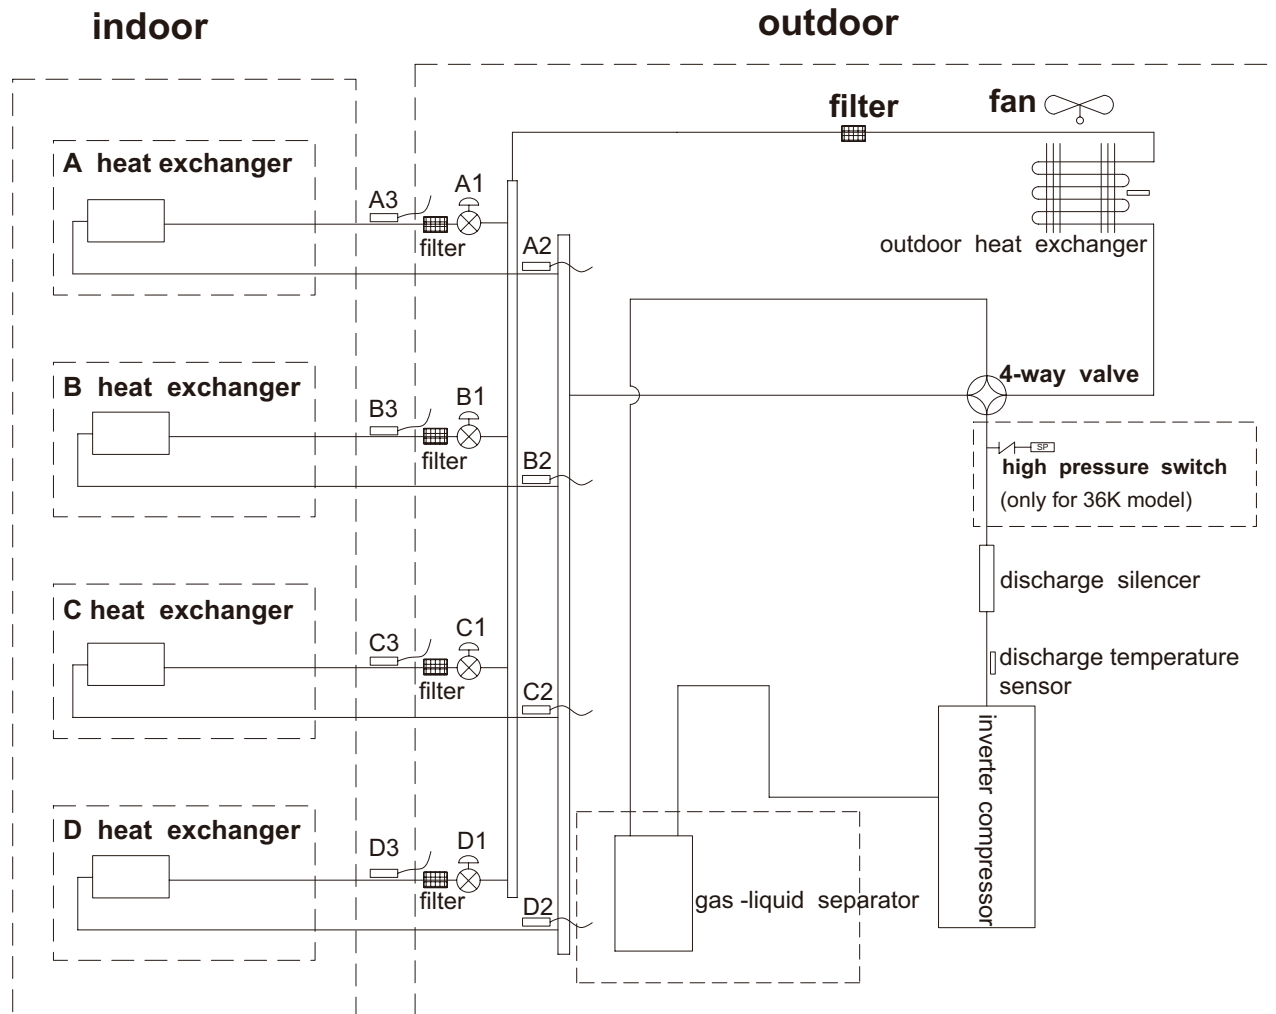 indoor
outdoor
filter
fan
A heat exchanger
A3
A1
filter
A2
outdoor heat exchanger
B heat exchanger
B3
B1
filter
B2
4-way valve
SP
high pressure switch
(only for 36K model)
discharge silencer
C heat exchanger
C3
C1
filter
C2
discharge temperature
sensor
inverter compressor
D heat exchanger
D3
D1
filter
D2
gas -liquid separator